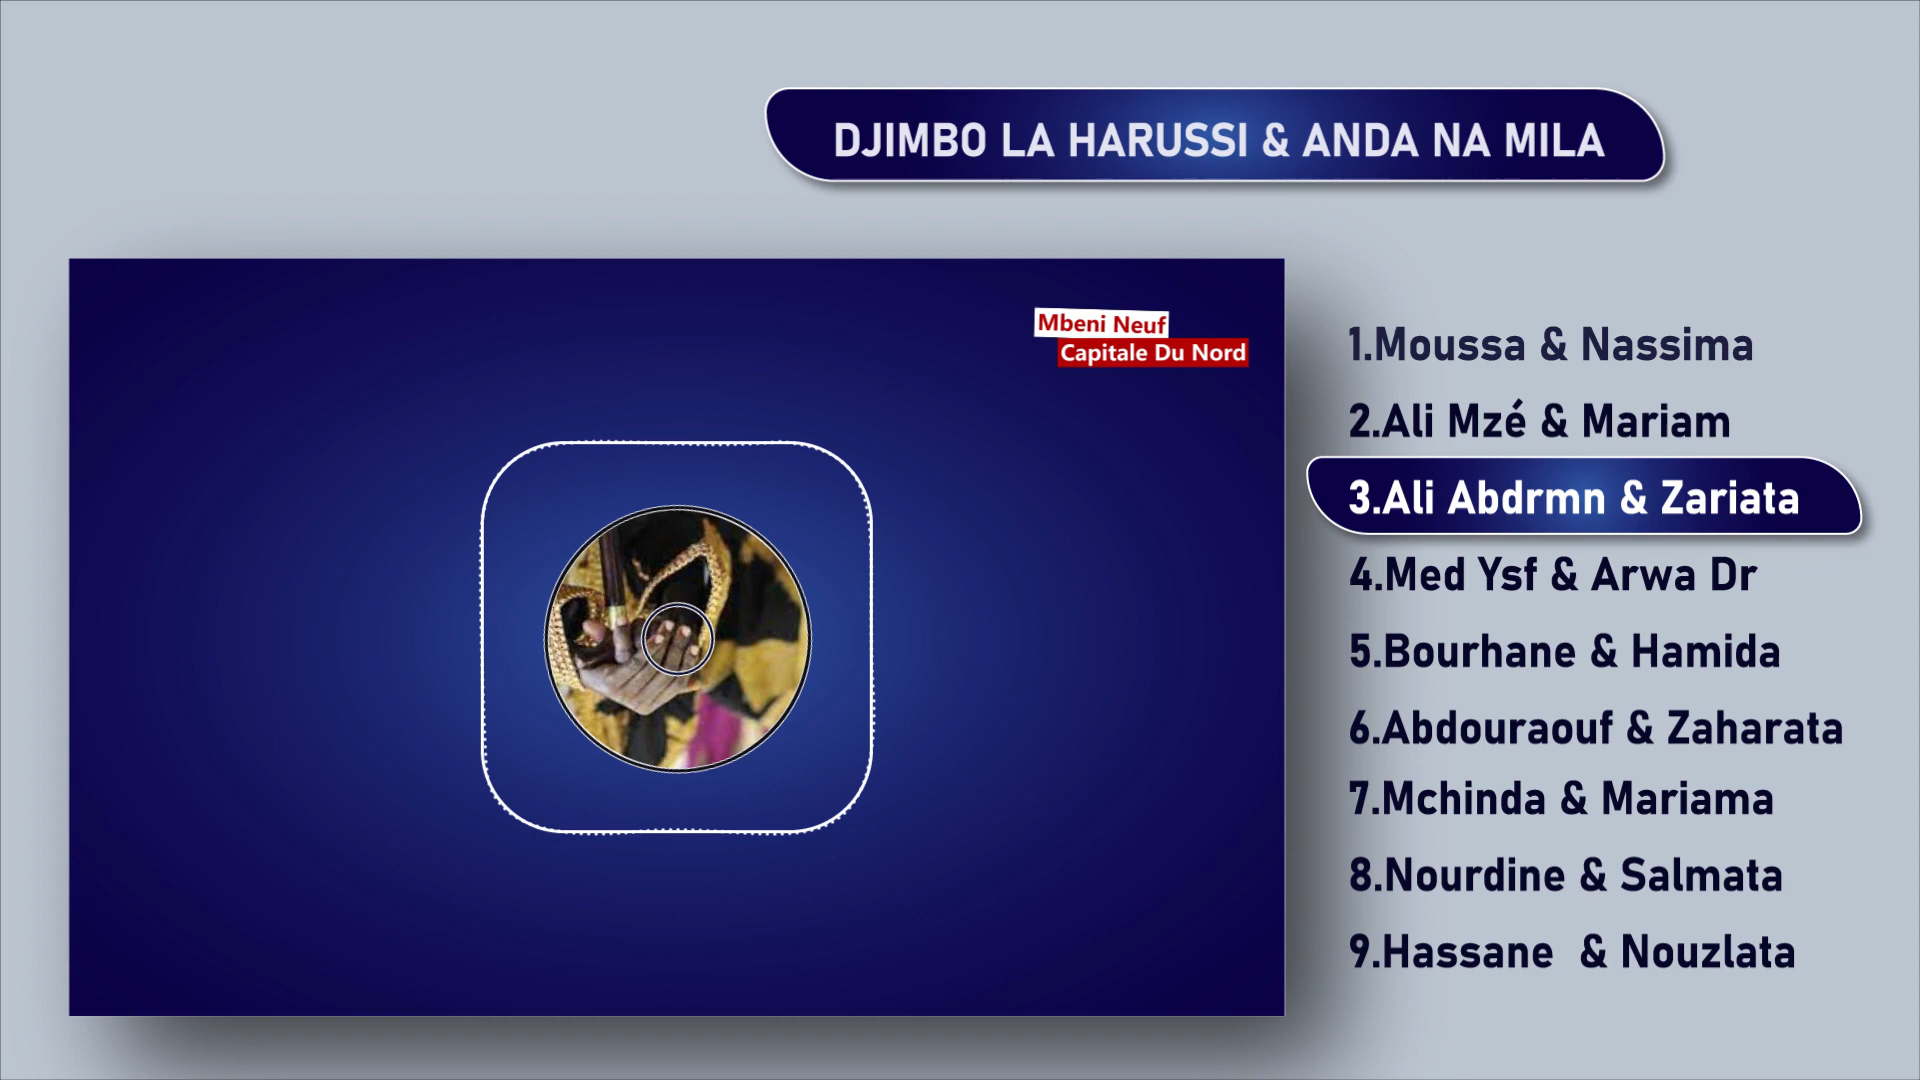 DJIMBO LA HARUSSI & ANDA NA MILA
Mbeni Neuf
Capitale Du Nord
1.Moussa & Nassima
2.Ali Mzé & Mariam
3.Ali Abdrmn & Zariata
4.Med Ysf & Arwa Dr
5.Bourhane & Hamida
6.Abdouraouf & Zaharata
7.Mchinda & Mariama
8.Nourdine & Salmata
9.Hassane  & Nouzlata